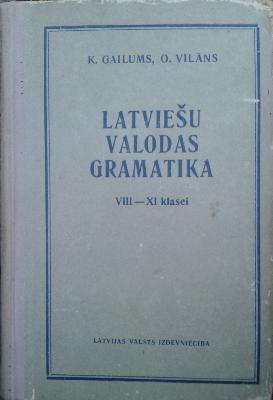 K. GAILUMS, O. VILĀNS
LATVIEŠU
VALODAS
GRAMATIKA
VIII — XI klasei
LATVIJAS VALSTS IZDEVNIECĪBA